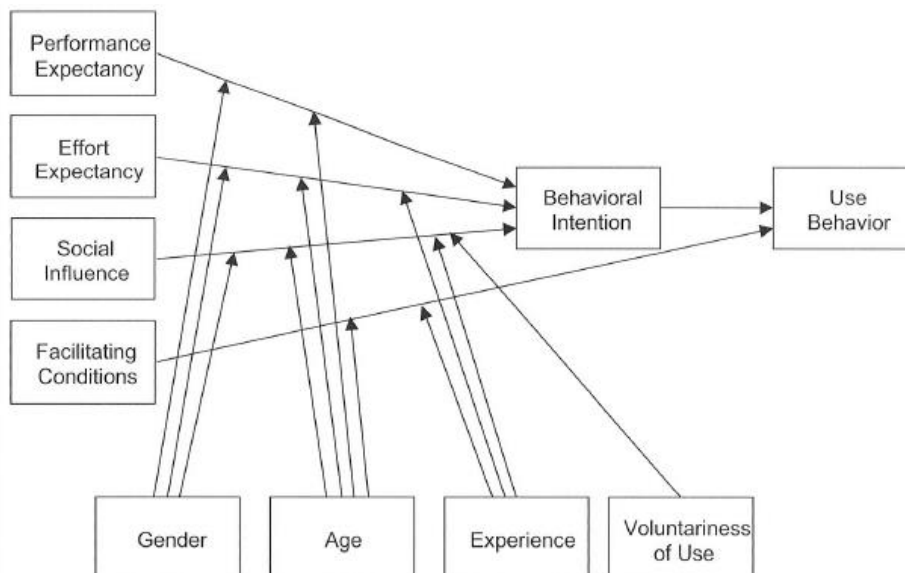 Performance
Expectancy
Effort
Expectancy
Social
Influence
Facilitating
Conditions
Behavioral
Intention
Use
Behavior
Gender
Age
Experience
Voluntariness
of Use